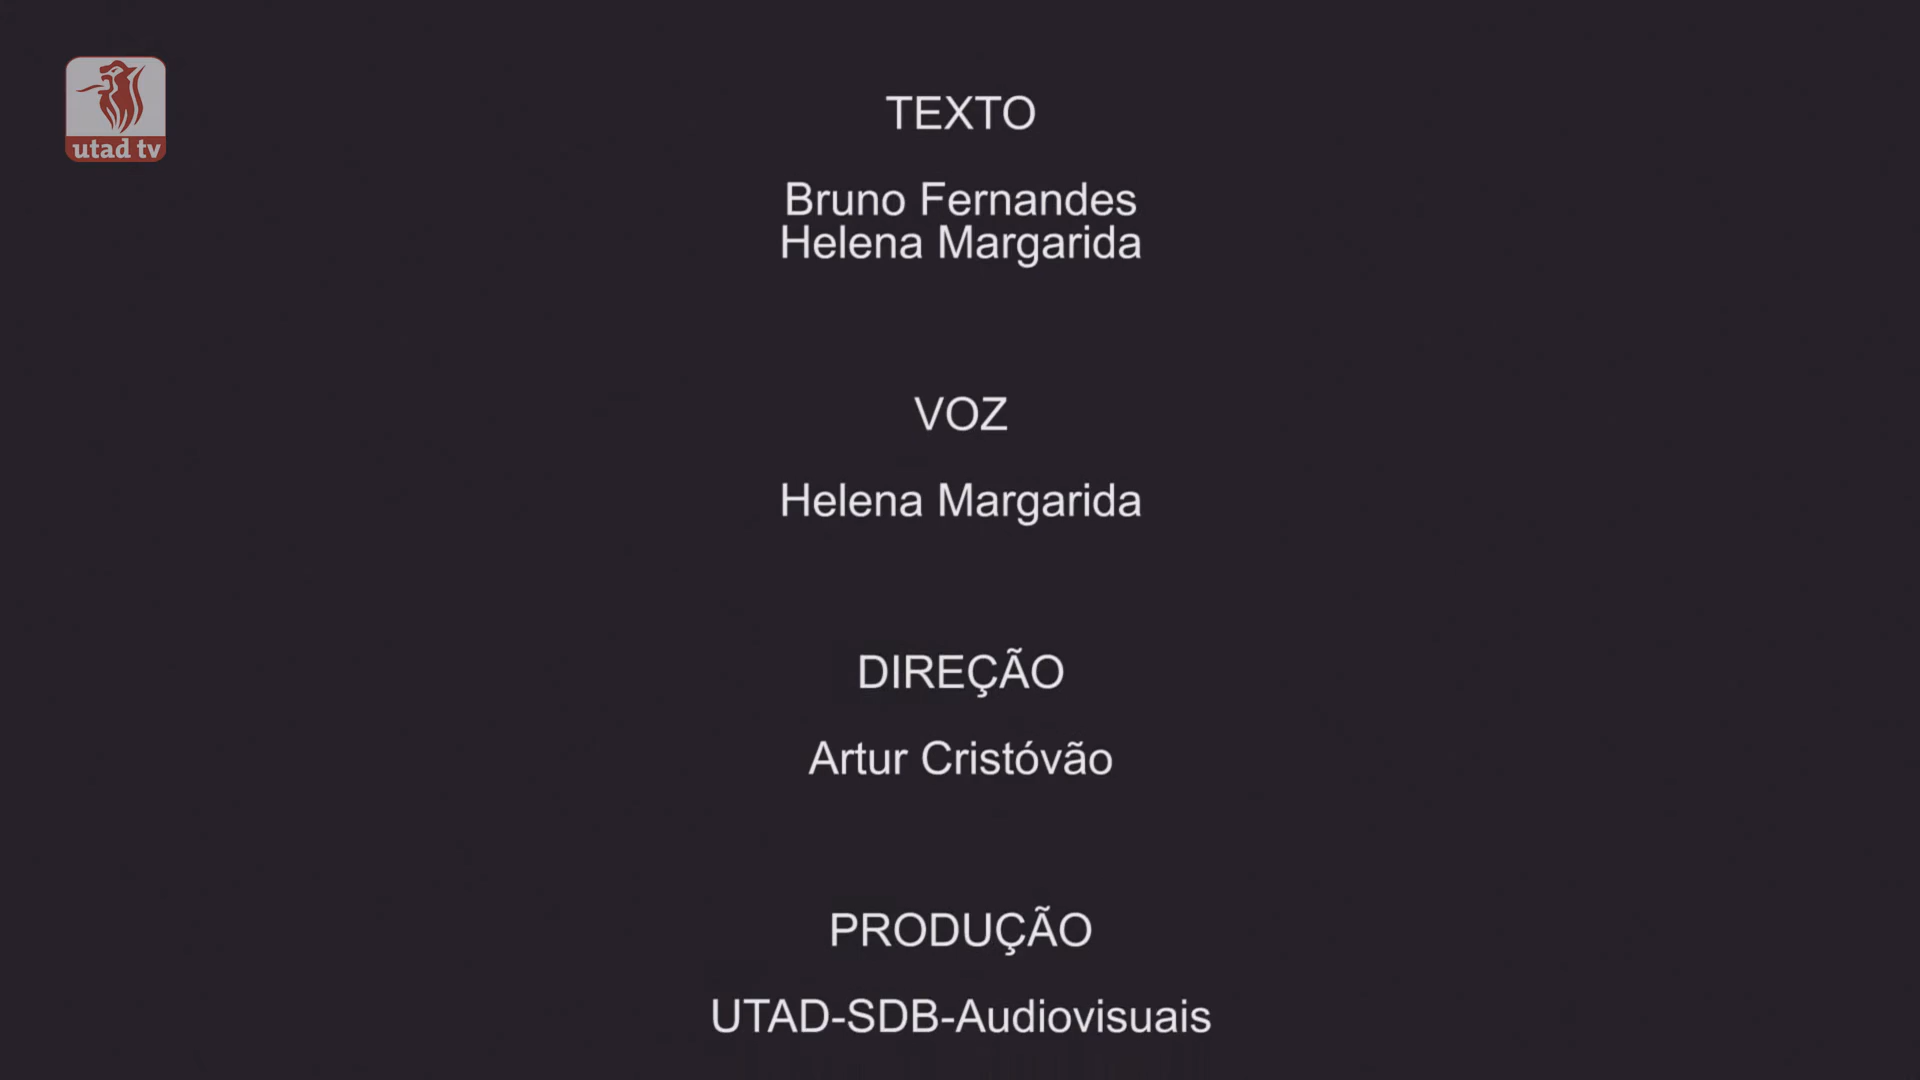 utad tv
TEXTO
Bruno Fernandes
Helena Margarida
VOZ
Helena Margarida
DIREÇÃO
Artur Cristóvão
PRODUÇÃO
UTAD-SDB-Audiovisuais